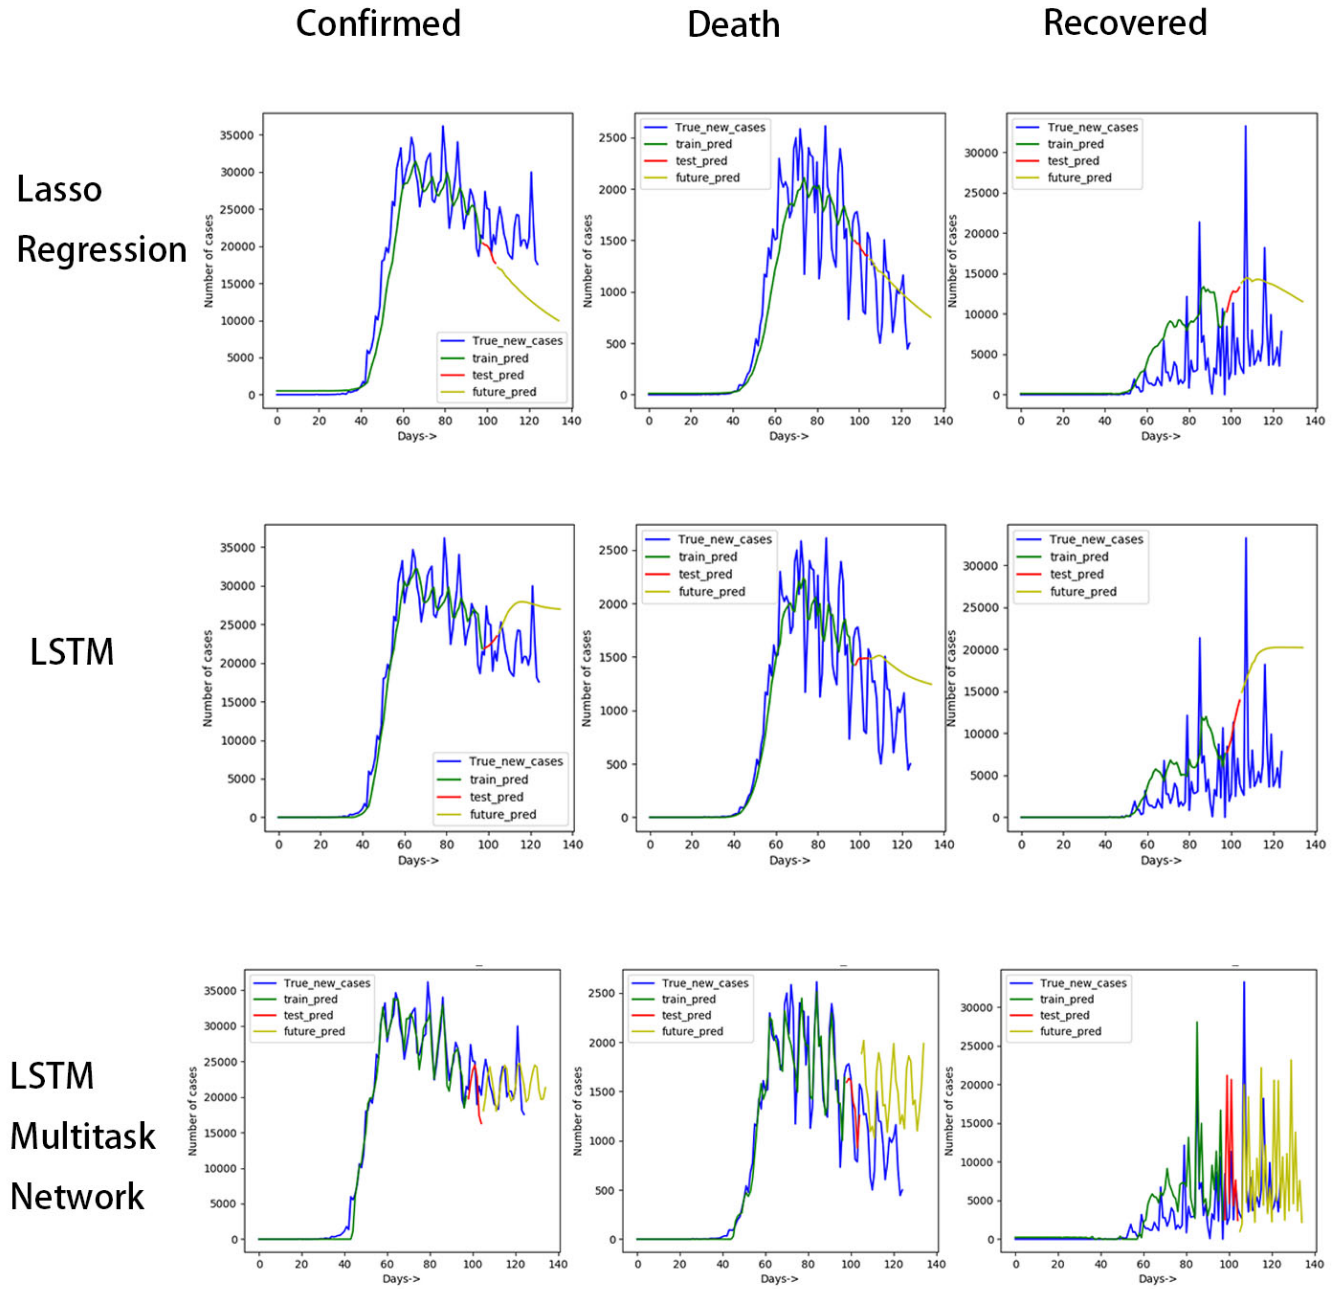 Confirmed
Death
Recovered
Lasso
Regression
Number of cases
35000
30000
25000
20000
15000
10000
5000
0
True_new_cases
train_pred
test_pred
future_pred
0 20 40 60 80 100 120 140
Days->
Number of cases
2500
2000
1500
1000
500
0
True_new_cases
train_pred
test_pred
future_pred
0 20 40 60 80 100 120 140
Days->
Number of cases
30000
25000
20000
15000
10000
5000
0
True_new_cases
train_pred
test_pred
future_pred
0 20 40 60 80 100 120 140
Days->
LSTM
Number of cases
35000
30000
25000
20000
15000
10000
5000
0
True_new_cases
train_pred
test_pred
future_pred
0 20 40 60 80 100 120 140
Days->
Number of cases
2500
2000
1500
1000
500
0
True_new_cases
train_pred
test_pred
future_pred
0 20 40 60 80 100 120 140
Days->
Number of cases
30000
25000
20000
15000
10000
5000
0
True_new_cases
train_pred
test_pred
future_pred
0 20 40 60 80 100 120 140
Days->
LSTM
Multitask
Network
Number of cases
35000
30000
25000
20000
15000
10000
5000
0
True_new_cases
train_pred
test_pred
future_pred
0 20 40 60 80 100 120 140
Days->
Number of cases
2500
2000
1500
1000
500
0
True_new_cases
train_pred
test_pred
future_pred
0 20 40 60 80 100 120 140
Days->
Number of cases
30000
25000
20000
15000
10000
5000
0
True_new_cases
train_pred
test_pred
future_pred
0 20 40 60 80 100 120 140
Days->